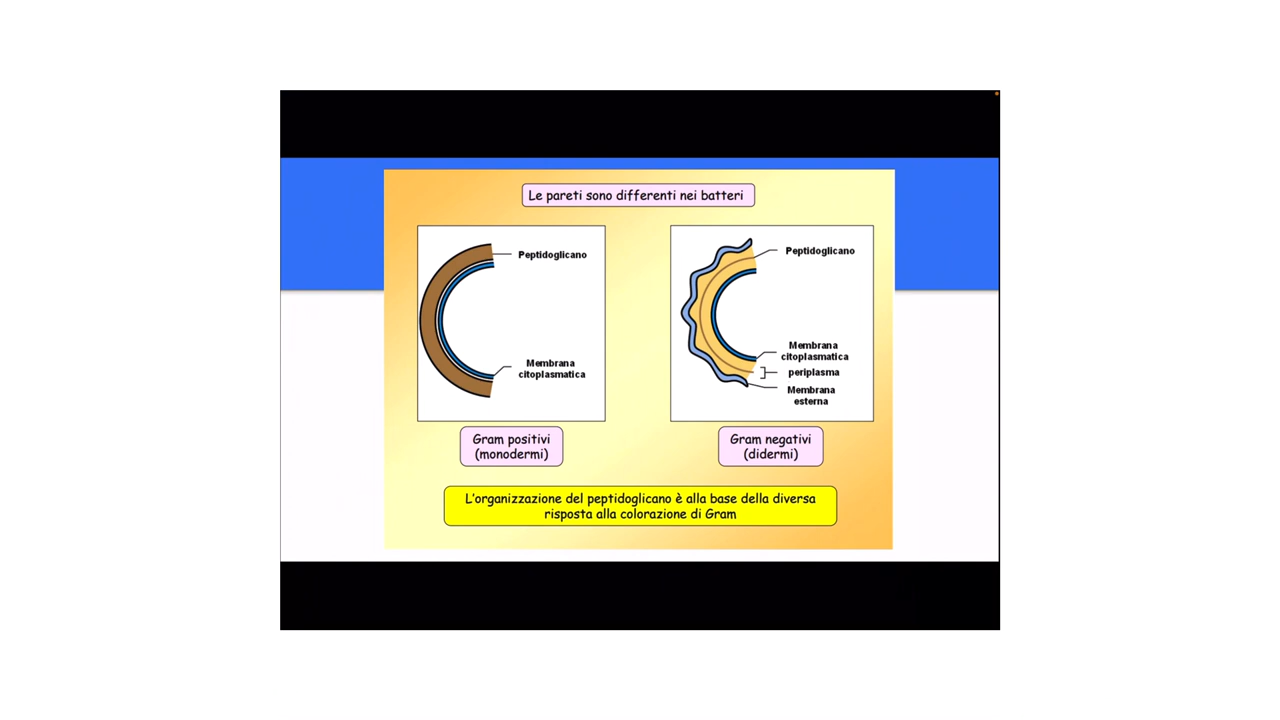 Le pareti sono differenti nei batteri
Peptidoglicano
Membrana
citoplasmatica
Gram positivi
(monodermi)
Peptidoglicano
Membrana
citoplasmatica
periplasma
Membrana
esterna
Gram negativi
(didermi)
L'organizzazione del peptidoglicano è alla base della diversa
risposta alla colorazione di Gram